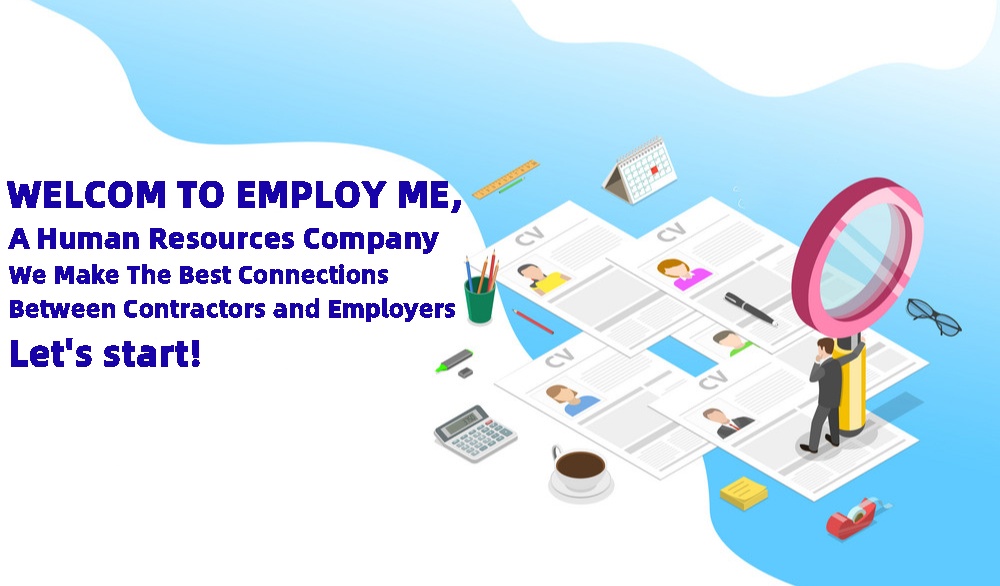 WELCOM TO EMPLOY ME,
A Human Resources Company
We Make The Best Connections
Between Contractors and Employers
Let's start!
CV
CV
CV
CV